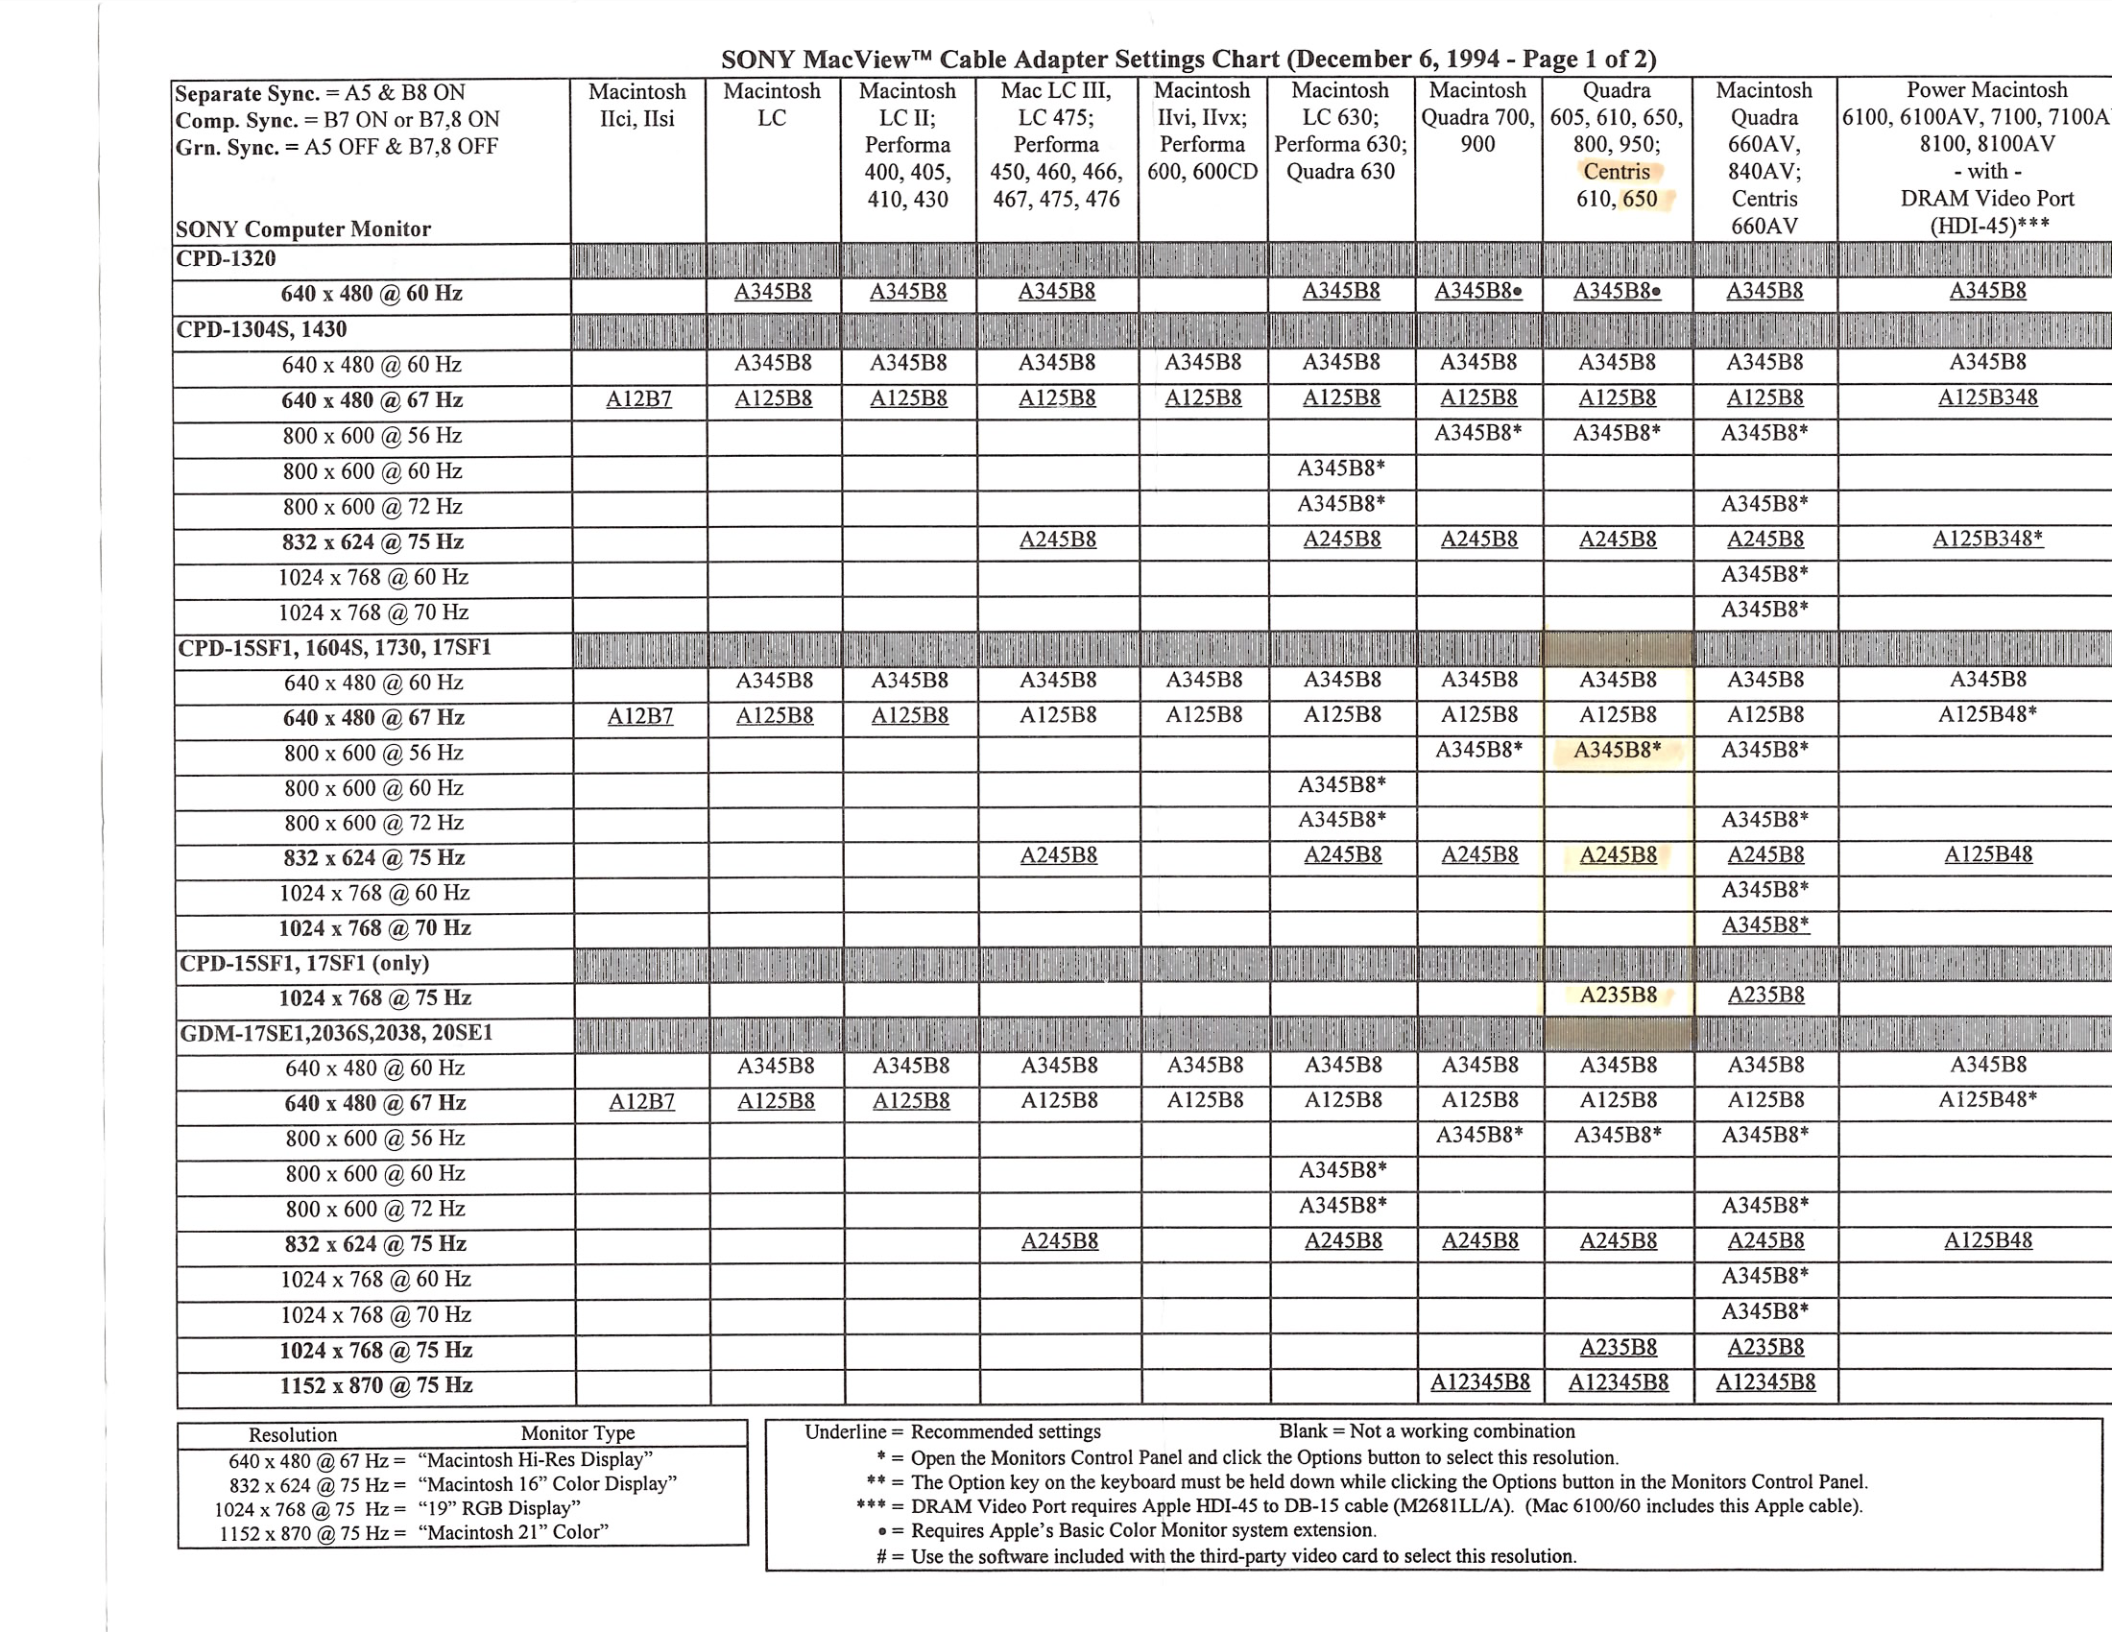 SONY MacView™ Cable Adapter Settings Chart (December 6, 1994 - Page 1 of 2)
Separate Sync. = A5 & B8 ON
Comp. Sync. = B7 ON or B7,8 ON
Grn. Sync. = A5 OFF & B7,8 OFF
SONY Computer Monitor
Macintosh
IIci, IIsi
Macintosh
LC
Macintosh
LC II;
Performa
400, 405,
410, 430
Mac LC III,
LC 475;
Performa
450, 460, 466,
467, 475, 476
Macintosh
IIvi, IIvx;
Performa
600, 600CD
Macintosh
LC 630;
Performa 630;
Quadra 630
Macintosh
Quadra 700,
900
Quadra
605, 610, 650,
800, 950;
Centris
610, 650
Macintosh
Quadra
660AV,
840AV;
Centris
660AV
Power Macintosh
6100, 6100AV, 7100, 7100A
8100, 8100AV
- with -
DRAM Video Port
(HDI-45)***
CPD-1320
640 x 480 @ 60 Hz A345B8 A345B8 A345B8 A345B8 A345B8• A345B8• A345B8 A345B8
CPD-1304S, 1430
640 x 480 @ 60 Hz A345B8 A345B8 A345B8 A345B8 A345B8 A345B8 A345B8 A345B8 A345B8
640 x 480 @ 67 Hz A12B7 A125B8 A125B8 A125B8 A125B8 A125B8 A125B8 A125B8 A125B8 A125B348
800 x 600 @ 56 Hz A345B8* A345B8* A345B8*
800 x 600 @ 60 Hz A345B8*
800 x 600 @ 72 Hz A345B8* A345B8*
832 x 624 @ 75 Hz A245B8 A245B8 A245B8 A245B8 A245B8 A125B348*
1024 x 768 @ 60 Hz A345B8*
1024 x 768 @ 70 Hz A345B8*
CPD-15SF1, 1604S, 1730, 17SF1
640 x 480 @ 60 Hz A345B8 A345B8 A345B8 A345B8 A345B8 A345B8 A345B8 A345B8 A345B8
640 x 480 @ 67 Hz A12B7 A125B8 A125B8 A125B8 A125B8 A125B8 A125B8 A125B8 A125B8 A125B48*
800 x 600 @ 56 Hz A345B8* A345B8* A345B8*
800 x 600 @ 60 Hz A345B8*
800 x 600 @ 72 Hz A345B8* A345B8*
832 x 624 @ 75 Hz A245B8 A245B8 A245B8 A245B8 A245B8 A125B48
1024 x 768 @ 60 Hz A345B8*
1024 x 768 @ 70 Hz A345B8*
CPD-15SF1, 17SF1 (only)
1024 x 768 @ 75 Hz A235B8 A235B8
GDM-17SE1,2036S,2038, 20SE1
640 x 480 @ 60 Hz A345B8 A345B8 A345B8 A345B8 A345B8 A345B8 A345B8 A345B8 A345B8
640 x 480 @ 67 Hz A12B7 A125B8 A125B8 A125B8 A125B8 A125B8 A125B8 A125B8 A125B8 A125B48*
800 x 600 @ 56 Hz A345B8* A345B8* A345B8*
800 x 600 @ 60 Hz A345B8*
800 x 600 @ 72 Hz A345B8* A345B8*
832 x 624 @ 75 Hz A245B8 A245B8 A245B8 A245B8 A245B8 A125B48
1024 x 768 @ 60 Hz A345B8*
1024 x 768 @ 70 Hz A345B8*
1024 x 768 @ 75 Hz A235B8 A235B8
1152 x 870 @ 75 Hz A12345B8 A12345B8 A12345B8
Resolution Monitor Type
640 x 480 @ 67 Hz = “Macintosh Hi-Res Display”
832 x 624 @ 75 Hz = “Macintosh 16” Color Display”
1024 x 768 @ 75 Hz = “19” RGB Display”
1152 x 870 @ 75 Hz = “Macintosh 21” Color”
Underline = Recommended settings Blank = Not a working combination
* = Open the Monitors Control Panel and click the Options button to select this resolution.
** = The Option key on the keyboard must be held down while clicking the Options button in the Monitors Control Panel.
*** = DRAM Video Port requires Apple HDI-45 to DB-15 cable (M2681LL/A). (Mac 6100/60 includes this Apple cable).
• = Requires Apple’s Basic Color Monitor system extension.
# = Use the software included with the third-party video card to select this resolution.